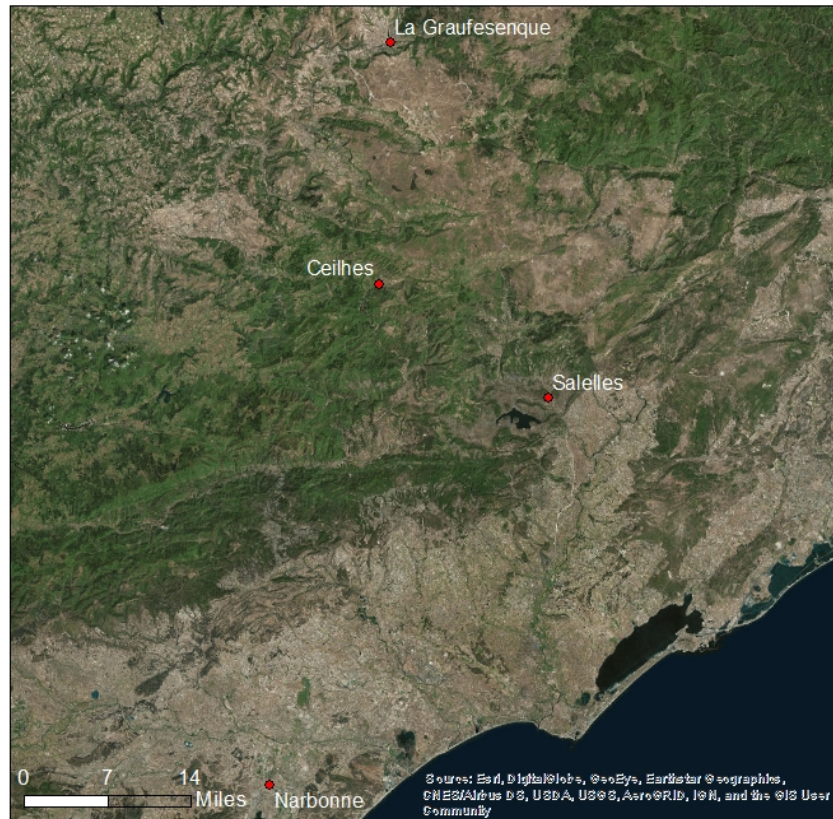 La Graufesenque
Ceilhes
Salelles
0 7 14
Miles
Narbonne
Source: Esri, DigitalGlobe, GeoEye, Earthstar Geographics,
CNES/Airbus DS, USDA, USGS, AeroGRID, IGN, and the GIS User
Community